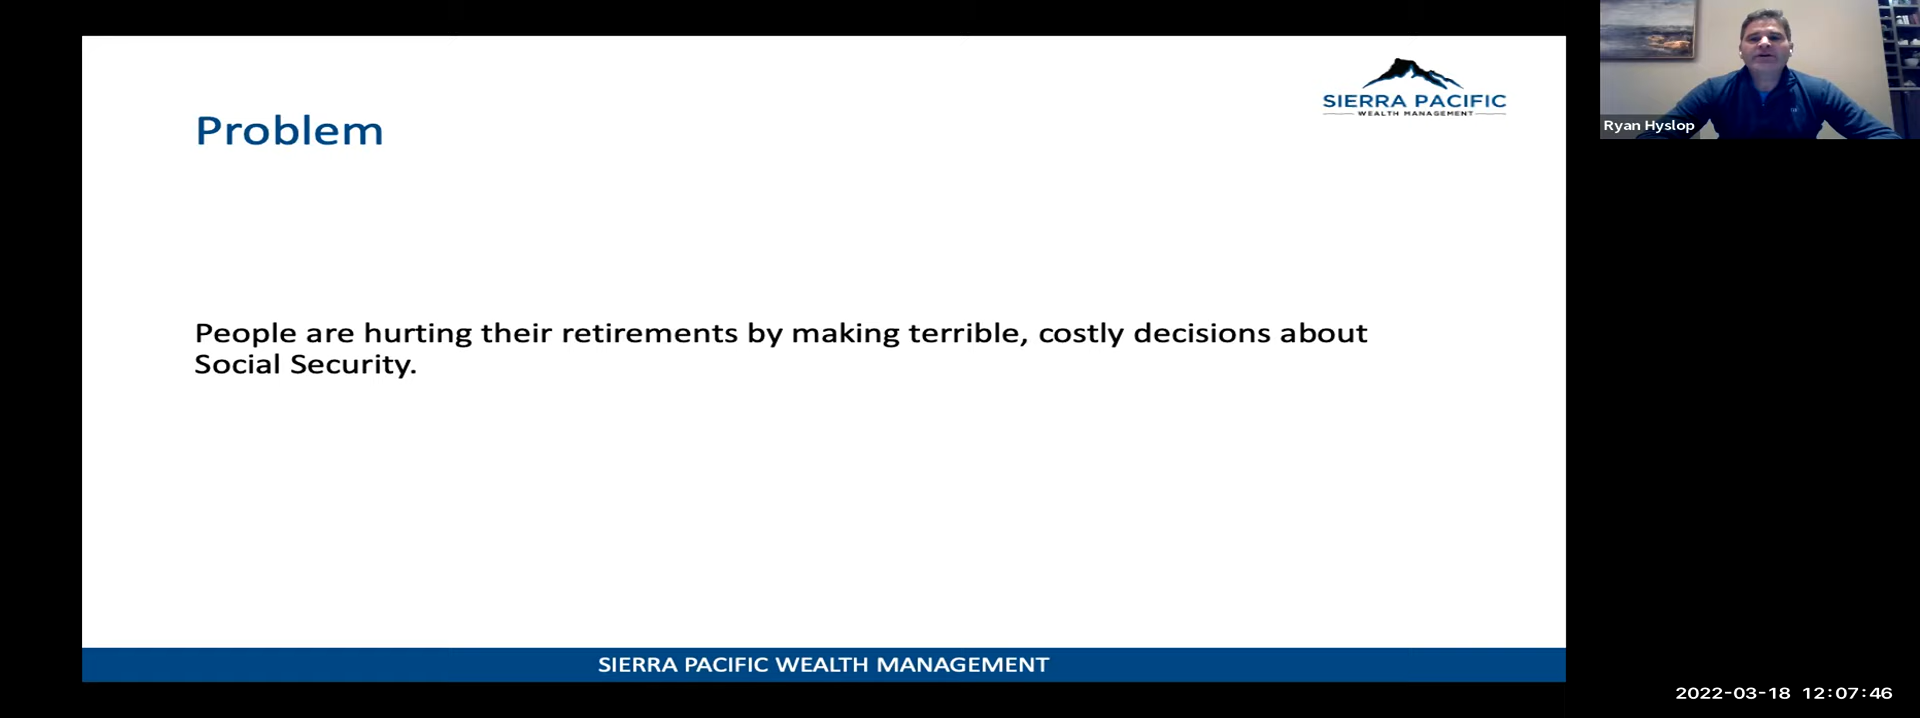 Problem
SIERRA PACIFIC
WEALTH MANAGEMENT
Ryan Hyslop
People are hurting their retirements by making terrible, costly decisions about
Social Security.
SIERRA PACIFIC WEALTH MANAGEMENT
2022-03-18 12:07:46